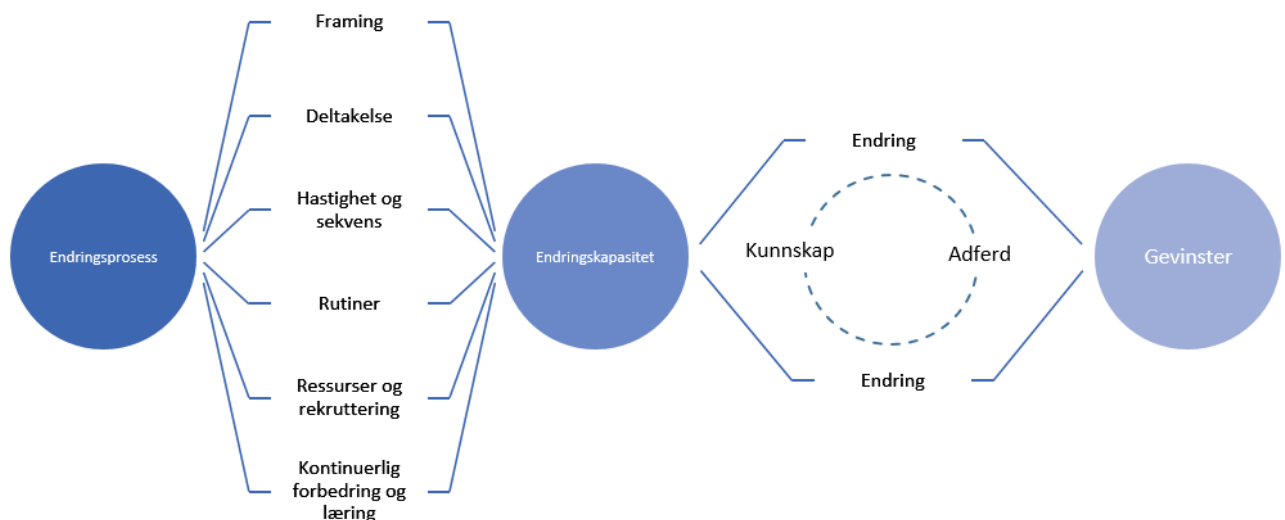 Framing
Deltakelse
Hastighet og
sekvens
Rutiner
Ressurser og
rekruttering
Kontinuerlig
forbedring og
læring
Endringsprosess
Endringskapasitet
Endring
Kunnskap
Adferd
Endring
Gevinster